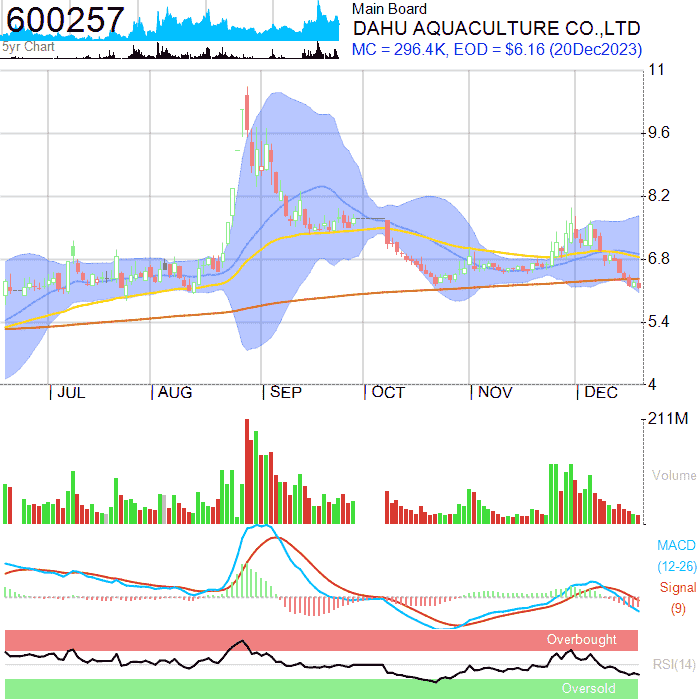 600257
Main Board
DAHU AQUACULTURE CO.,LTD
5yr Chart
MC = 296.4K, EOD = $6.16 (20Dec2023)
11
9.6
8.2
6.8
5.4
4
JUL AUG SEP OCT NOV DEC
211M
Volume
MACD
(12-26)
Signal
(9)
Overbought
RSI(14)
Oversold